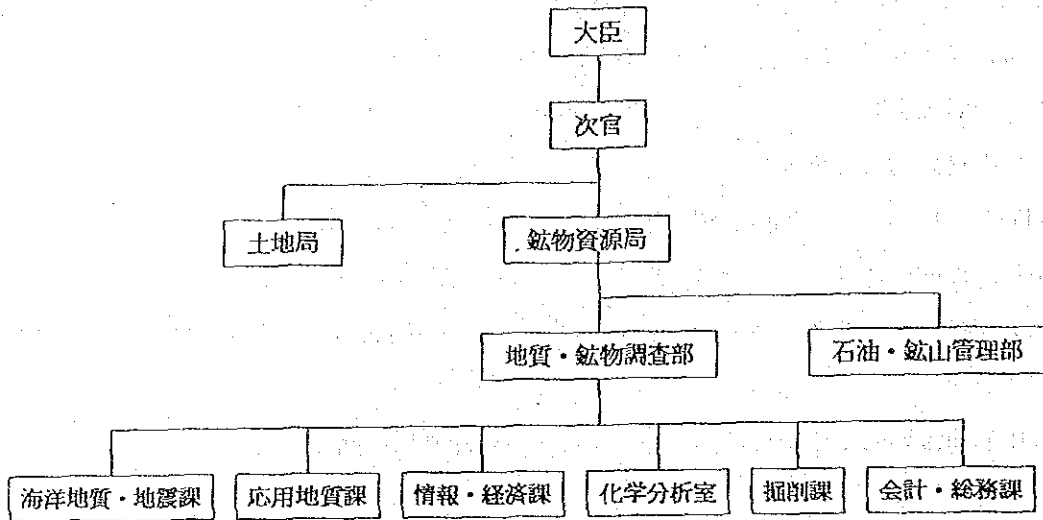 大臣
次官
土地局
鉱物資源局
地質・鉱物調査部
石油・鉱山管理部
海洋地質・地震課
応用地質課
情報・経済課
化学分析室
掘削課
会計・総務課